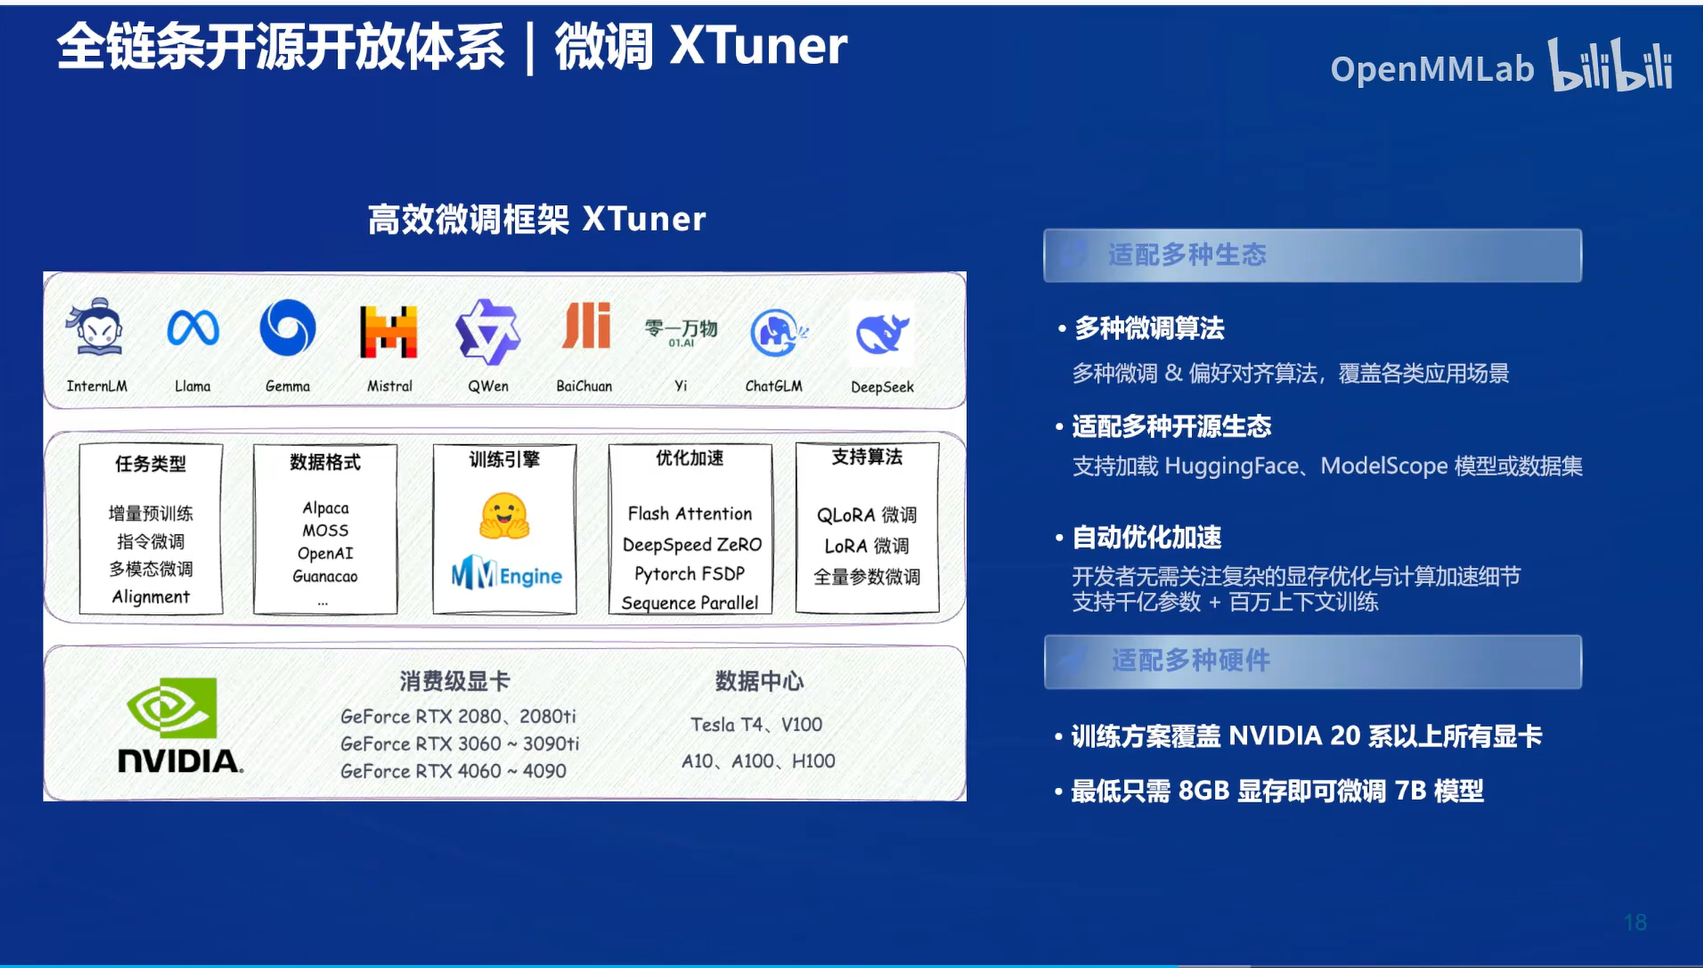 全链条开源开放体系 | 微调 XTuner
OpenMMLab bilibili
高效微调框架 XTuner
零一万物
01.AI
InternLM Llama Gemma Mistral QWen BaiChuan Yi ChatGLM DeepSeek
任务类型
增量预训练
指令微调
多模态微调
Alignment
数据格式
Alpaca
MOSS
OpenAI
Guanacao
...
训练引擎
MMEngine
优化加速
Flash Attention
DeepSpeed ZeRO
Pytorch FSDP
Sequence Parallel
支持算法
QLoRA 微调
LoRA 微调
全量参数微调
NVIDIA.
消费级显卡
GeForce RTX 2080、2080ti
GeForce RTX 3060 ~ 3090ti
GeForce RTX 4060 ~ 4090
数据中心
Tesla T4、V100
A10、A100、H100
适配多种生态
• 多种微调算法
多种微调 & 偏好对齐算法，覆盖各类应用场景
• 适配多种开源生态
支持加载 HuggingFace、ModelScope 模型或数据集
• 自动优化加速
开发者无需关注复杂的显存优化与计算加速细节
支持千亿参数 + 百万上下文训练
适配多种硬件
• 训练方案覆盖 NVIDIA 20 系以上所有显卡
• 最低只需 8GB 显存即可微调 7B 模型
18